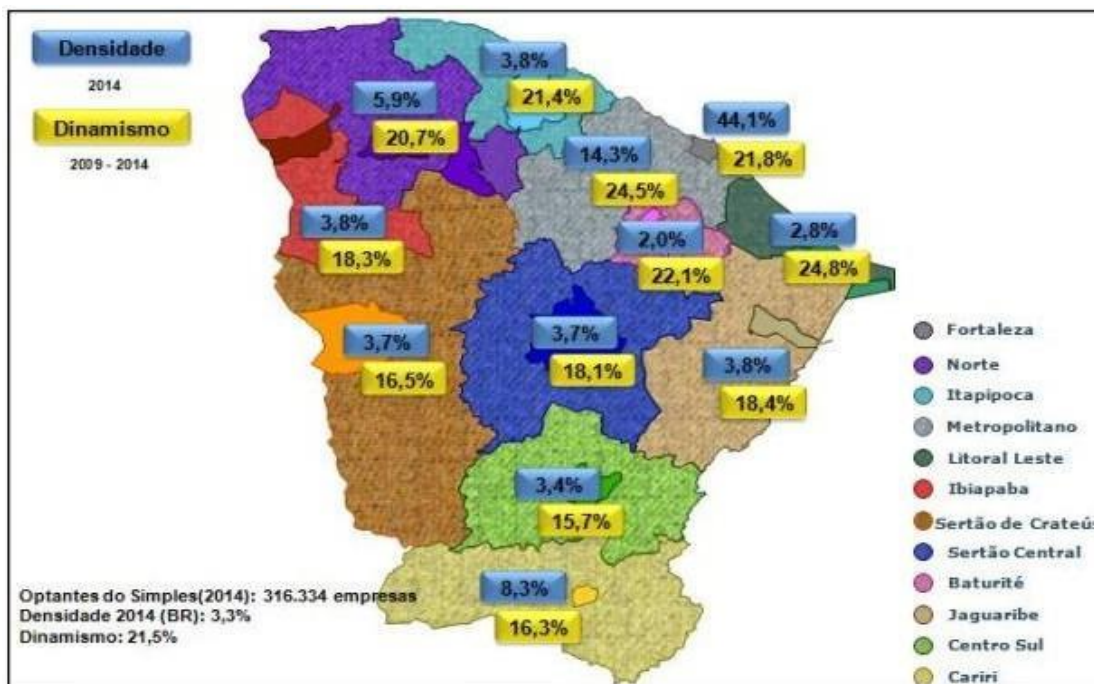 Densidade
2014
Dinamismo
2009 - 2014
3,8%
21,4%
5,9%
20,7%
44,1%
21,8%
14,3%
24,5%
3,8%
18,3%
2,0%
22,1%
2,8%
24,8%
3,7%
16,5%
3,7%
18,1%
3,8%
18,4%
3,4%
15,7%
8,3%
16,3%
Fortaleza
Norte
Itapipoca
Metropolitano
Litoral Leste
Ibiapaba
Sertão de Crateús
Sertão Central
Baturité
Jaguaribe
Centro Sul
Cariri
Optantes do Simples(2014): 316.334 empresas
Densidade 2014 (BR): 3,3%
Dinamismo: 21,5%